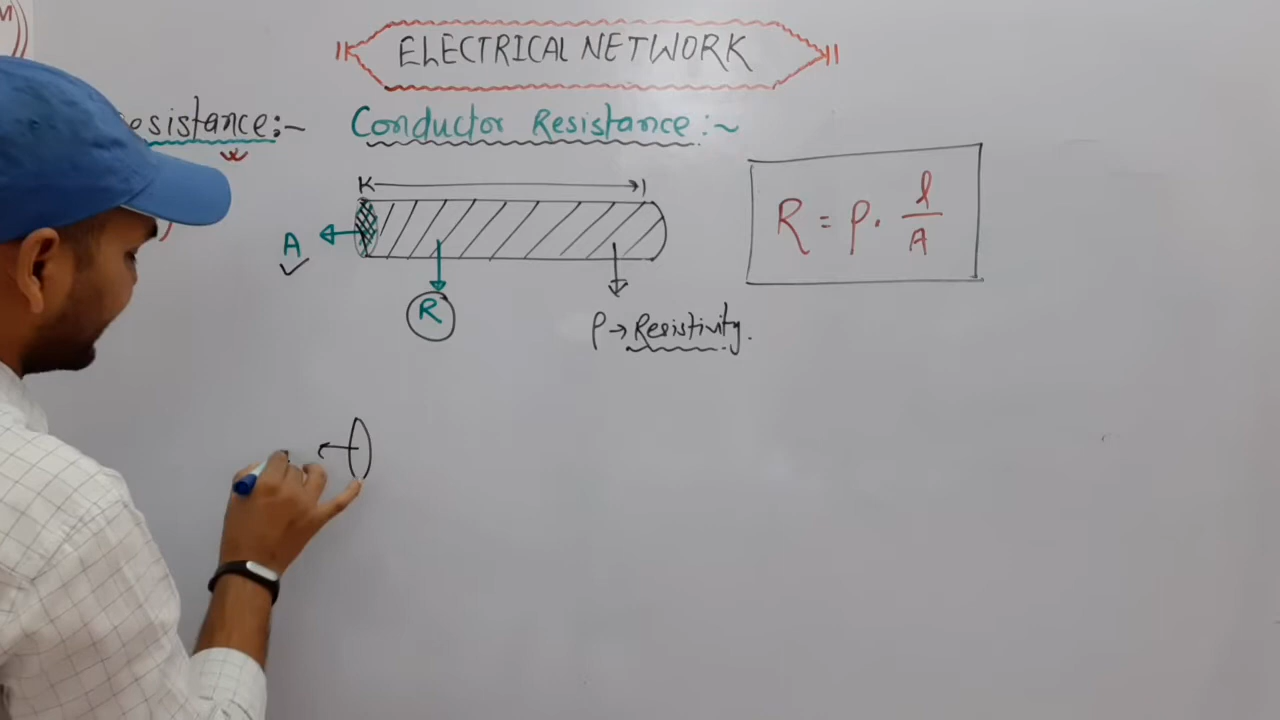 ELECTRICAL NETWORK
esistance:~ Conductor Resistance:~
A
R
ρ→Resistivity.
R = ρ. l/A